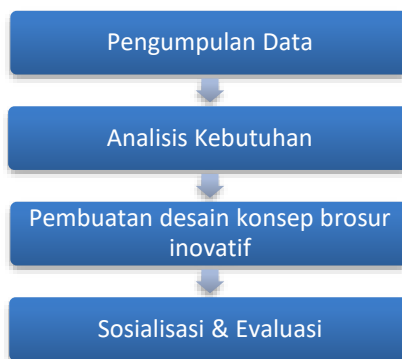 Pengumpulan Data
Analisis Kebutuhan
Pembuatan desain konsep brosur
inovatif
Sosialisasi & Evaluasi